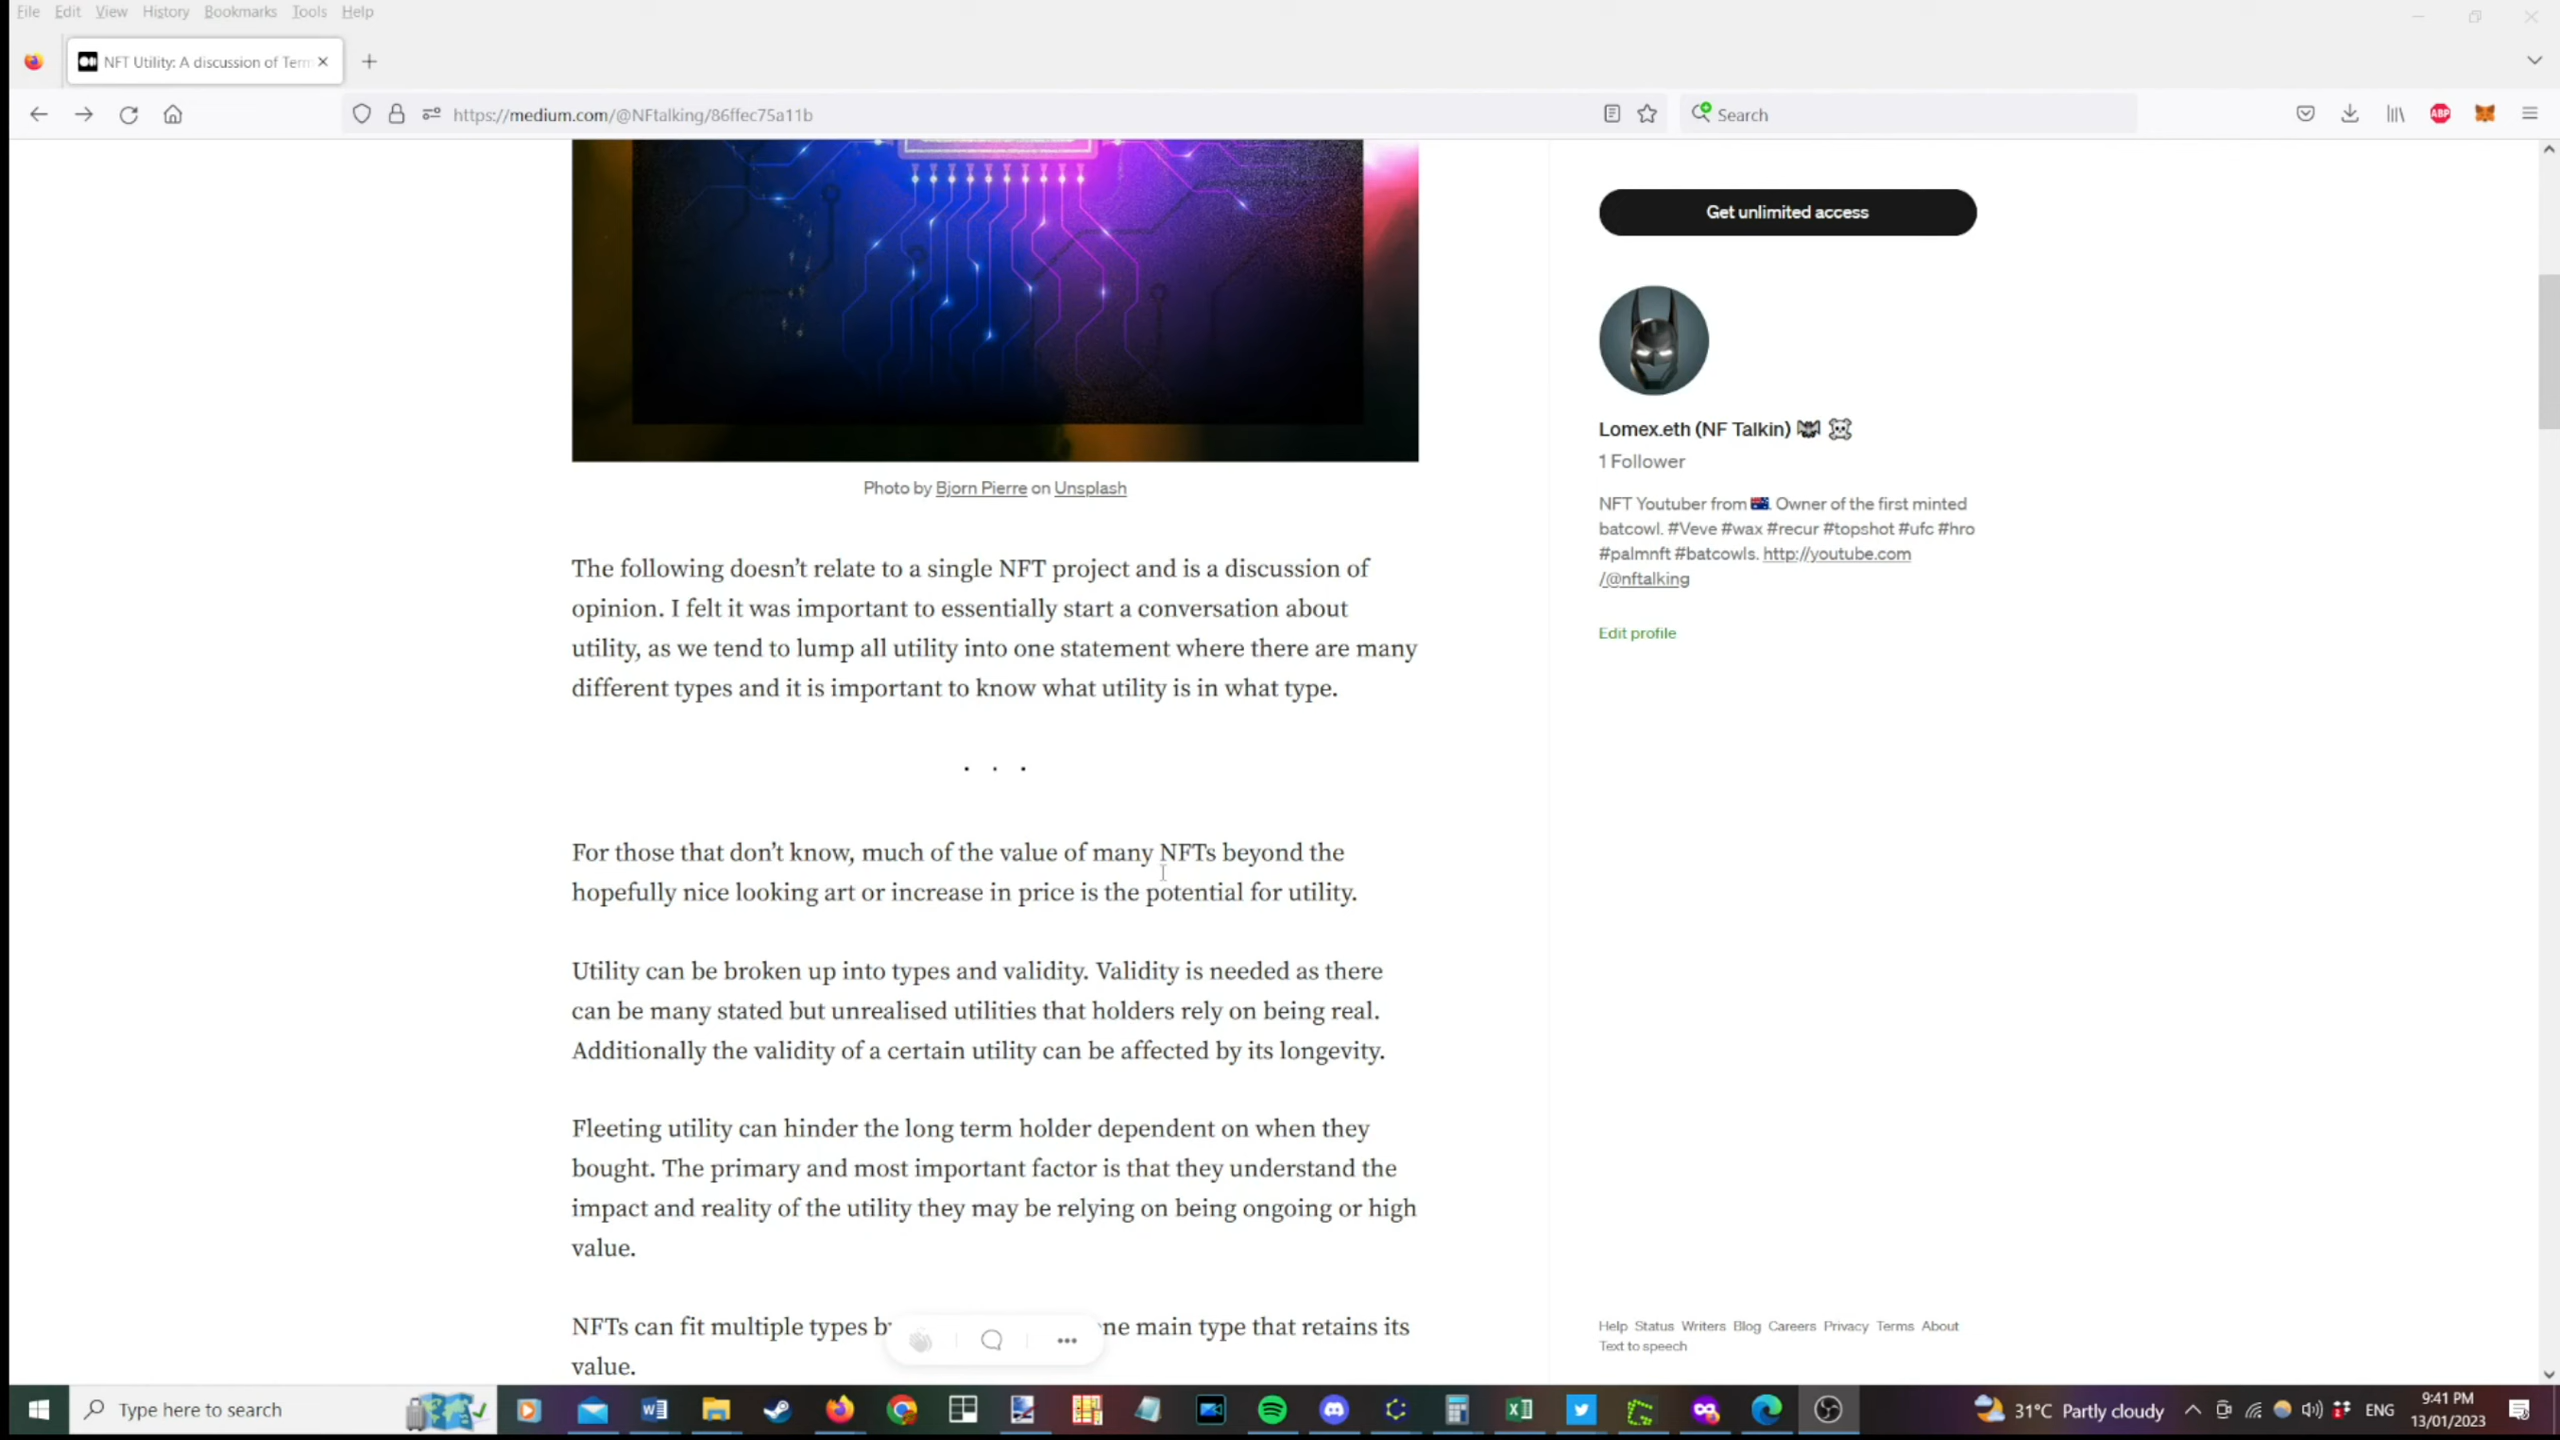 File Edit View History Bookmarks Tools Help
NFT Utility: A discussion of Term
https://medium.com/@NFtalking/86ffec75a11b
Search
ABP
Get unlimited access
Lomex.eth (NF Talkin)
1 Follower
NFT Youtuber from 🇦🇺. Owner of the first minted
batcowl. #Veve #wax #recur #topshot #ufc #hro
#palmnft #batcowls. http://youtube.com
/@nftalking
Edit profile
Photo by Bjorn Pierre on Unsplash
The following doesn’t relate to a single NFT project and is a discussion of
opinion. I felt it was important to essentially start a conversation about
utility, as we tend to lump all utility into one statement where there are many
different types and it is important to know what utility is in what type.
. . .
For those that don’t know, much of the value of many NFTs beyond the
hopefully nice looking art or increase in price is the potential for utility.
Utility can be broken up into types and validity. Validity is needed as there
can be many stated but unrealised utilities that holders rely on being real.
Additionally the validity of a certain utility can be affected by its longevity.
Fleeting utility can hinder the long term holder dependent on when they
bought. The primary and most important factor is that they understand the
impact and reality of the utility they may be relying on being ongoing or high
value.
NFTs can fit multiple types main type that retains its
value.
Help Status Writers Blog Careers Privacy Terms About
Text to speech
Type here to search
31°C Partly cloudy
ENG
9:41 PM
13/01/2023